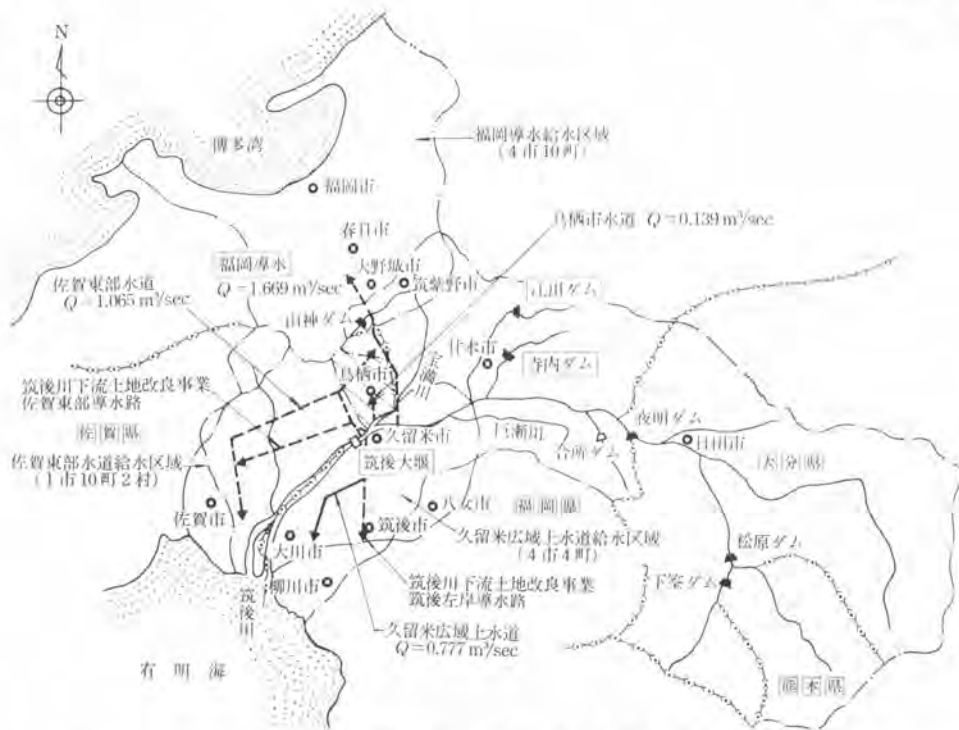 N
博多湾
福岡導水給水区域
(4市10町)
福岡市
鳥栖市水道 Q=0.139 m³/sec
春日市
佐賀東部水道
Q=1.065 m³/sec
福岡導水
Q=1.669 m³/sec
大野城市
筑紫野市
江川ダム
山神ダム
甘木市
寺内ダム
鳥栖市
宝満川
筑後川下流土地改良事業
佐賀東部導水路
佐賀県
久留米市
巨瀬川
合所ダム
夜明ダム
日田市
大分県
筑後大堰
佐賀東部水道給水区域
(1市10町2村)
佐賀市
八女市
福岡県
筑後市
久留米広域上水道給水区域
(4市4町)
大川市
松原ダム
下筌ダム
柳川市
筑後川下流土地改良事業
筑後左岸導水路
筑後川
久留米広域上水道
Q=0.777 m³/sec
有明海
熊本県